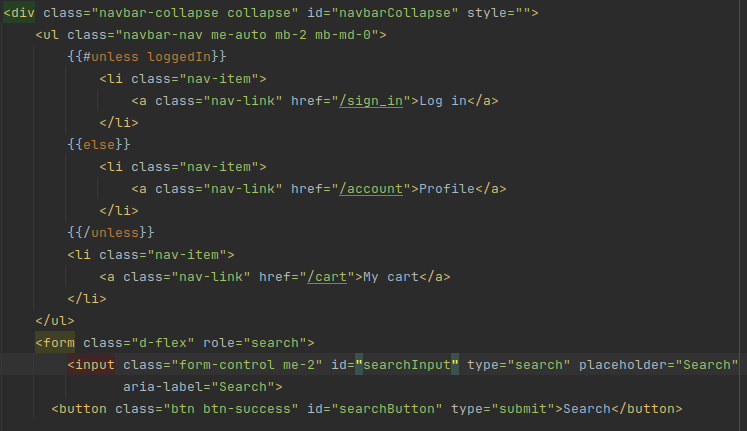 <div class="navbar-collapse collapse" id="navbarCollapse" style="">
<ul class="navbar-nav me-auto mb-2 mb-md-0">
{{#unless loggedIn}}
<li class="nav-item">
<a class="nav-link" href="/sign_in">Log in</a>
</li>
{{else}}
<li class="nav-item">
<a class="nav-link" href="/account">Profile</a>
</li>
{{/unless}}
<li class="nav-item">
<a class="nav-link" href="/cart">My cart</a>
</li>
</ul>
<form class="d-flex" role="search">
<input class="form-control me-2" id="searchInput" type="search" placeholder="Search"
aria-label="Search">
<button class="btn btn-success" id="searchButton" type="submit">Search</button>